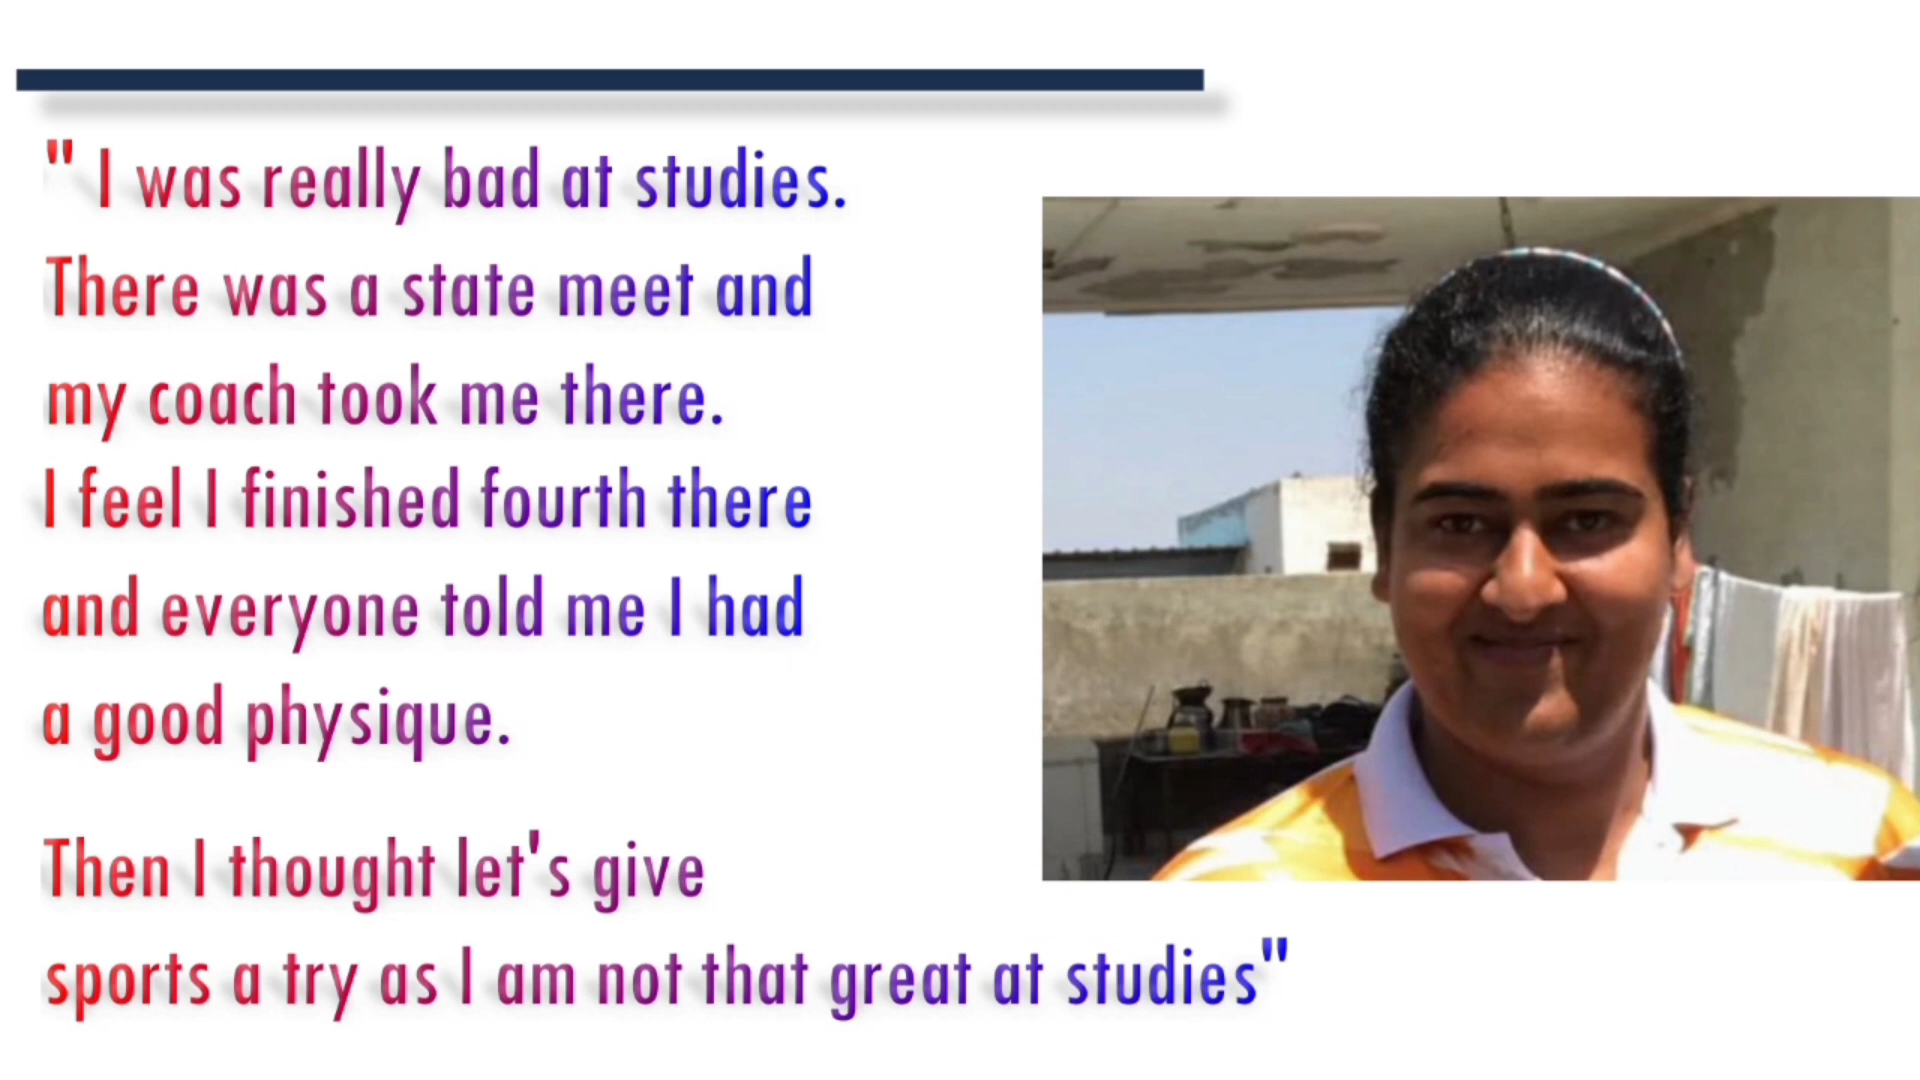 " I was really bad at studies.
There was a state meet and
my coach took me there.
I feel I finished fourth there
and everyone told me I had
a good physique.
Then I thought let's give
sports a try as I am not that great at studies"